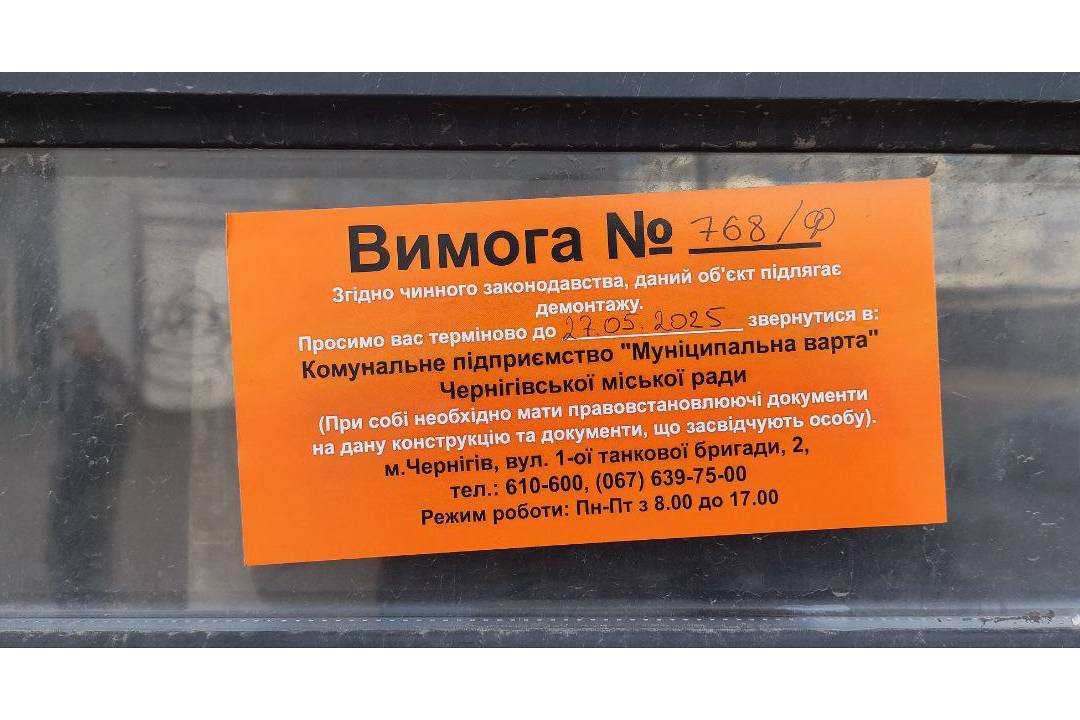 Вимога № 768/Ф
Згідно чинного законодавства, даний об'єкт підлягає
демонтажу.
Просимо вас терміново до 27.05.2025 звернутися в:
Комунальне підприємство "Муніципальна варта"
Чернігівської міської ради
(При собі необхідно мати правовстановлюючі документи
на дану конструкцію та документи, що засвідчують особу).
м.Чернігів, вул. 1-ої танкової бригади, 2,
тел.: 610-600, (067) 639-75-00
Режим роботи: Пн-Пт з 8.00 до 17.00